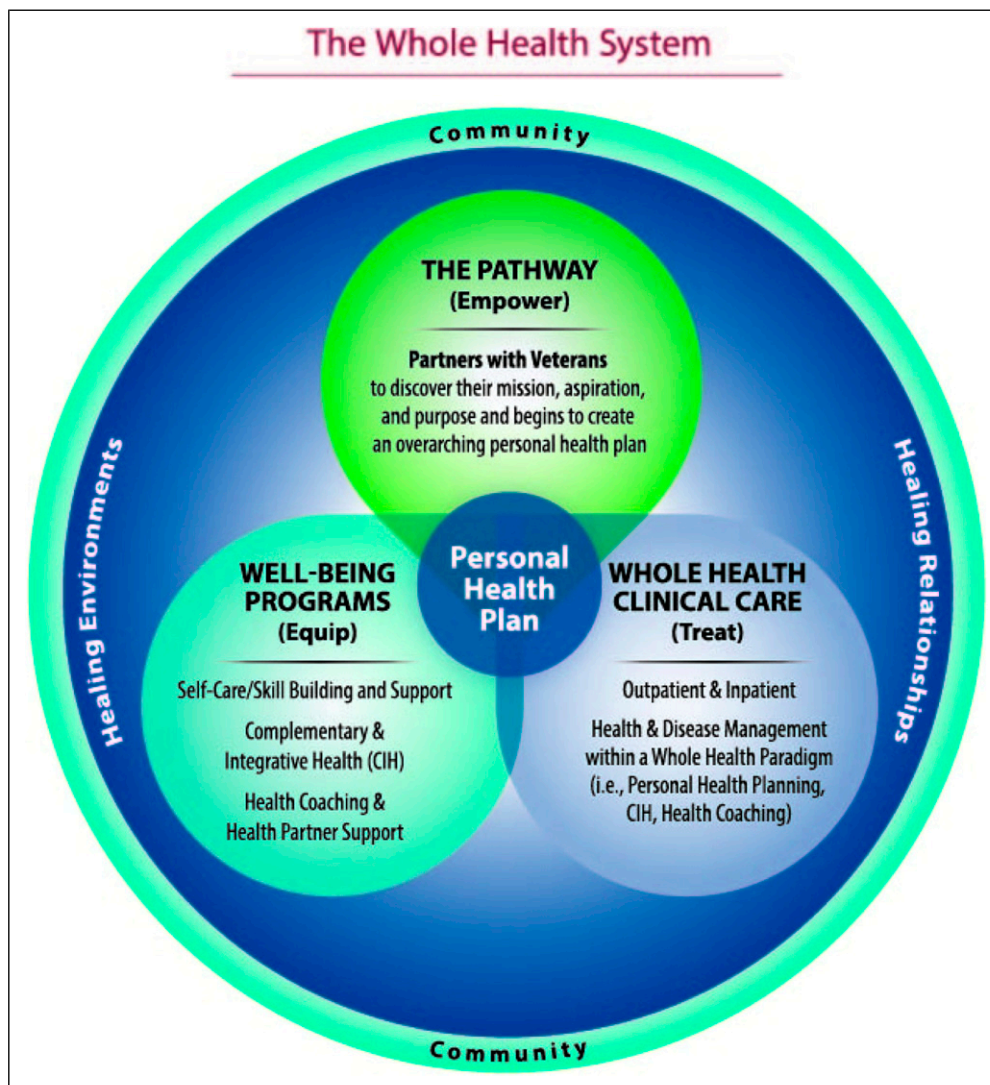 The Whole Health System
Community
THE PATHWAY
(Empower)
Partners with Veterans
to discover their mission, aspiration,
and purpose and begins to create
an overarching personal health plan
Healing Environments
Healing Relationships
Personal
Health
Plan
WELL-BEING
PROGRAMS
(Equip)
Self-Care/Skill Building and Support
Complementary &
Integrative Health (CIH)
Health Coaching &
Health Partner Support
WHOLE HEALTH
CLINICAL CARE
(Treat)
Outpatient & Inpatient
Health & Disease Management
within a Whole Health Paradigm
(i.e., Personal Health Planning,
CIH, Health Coaching)
Community